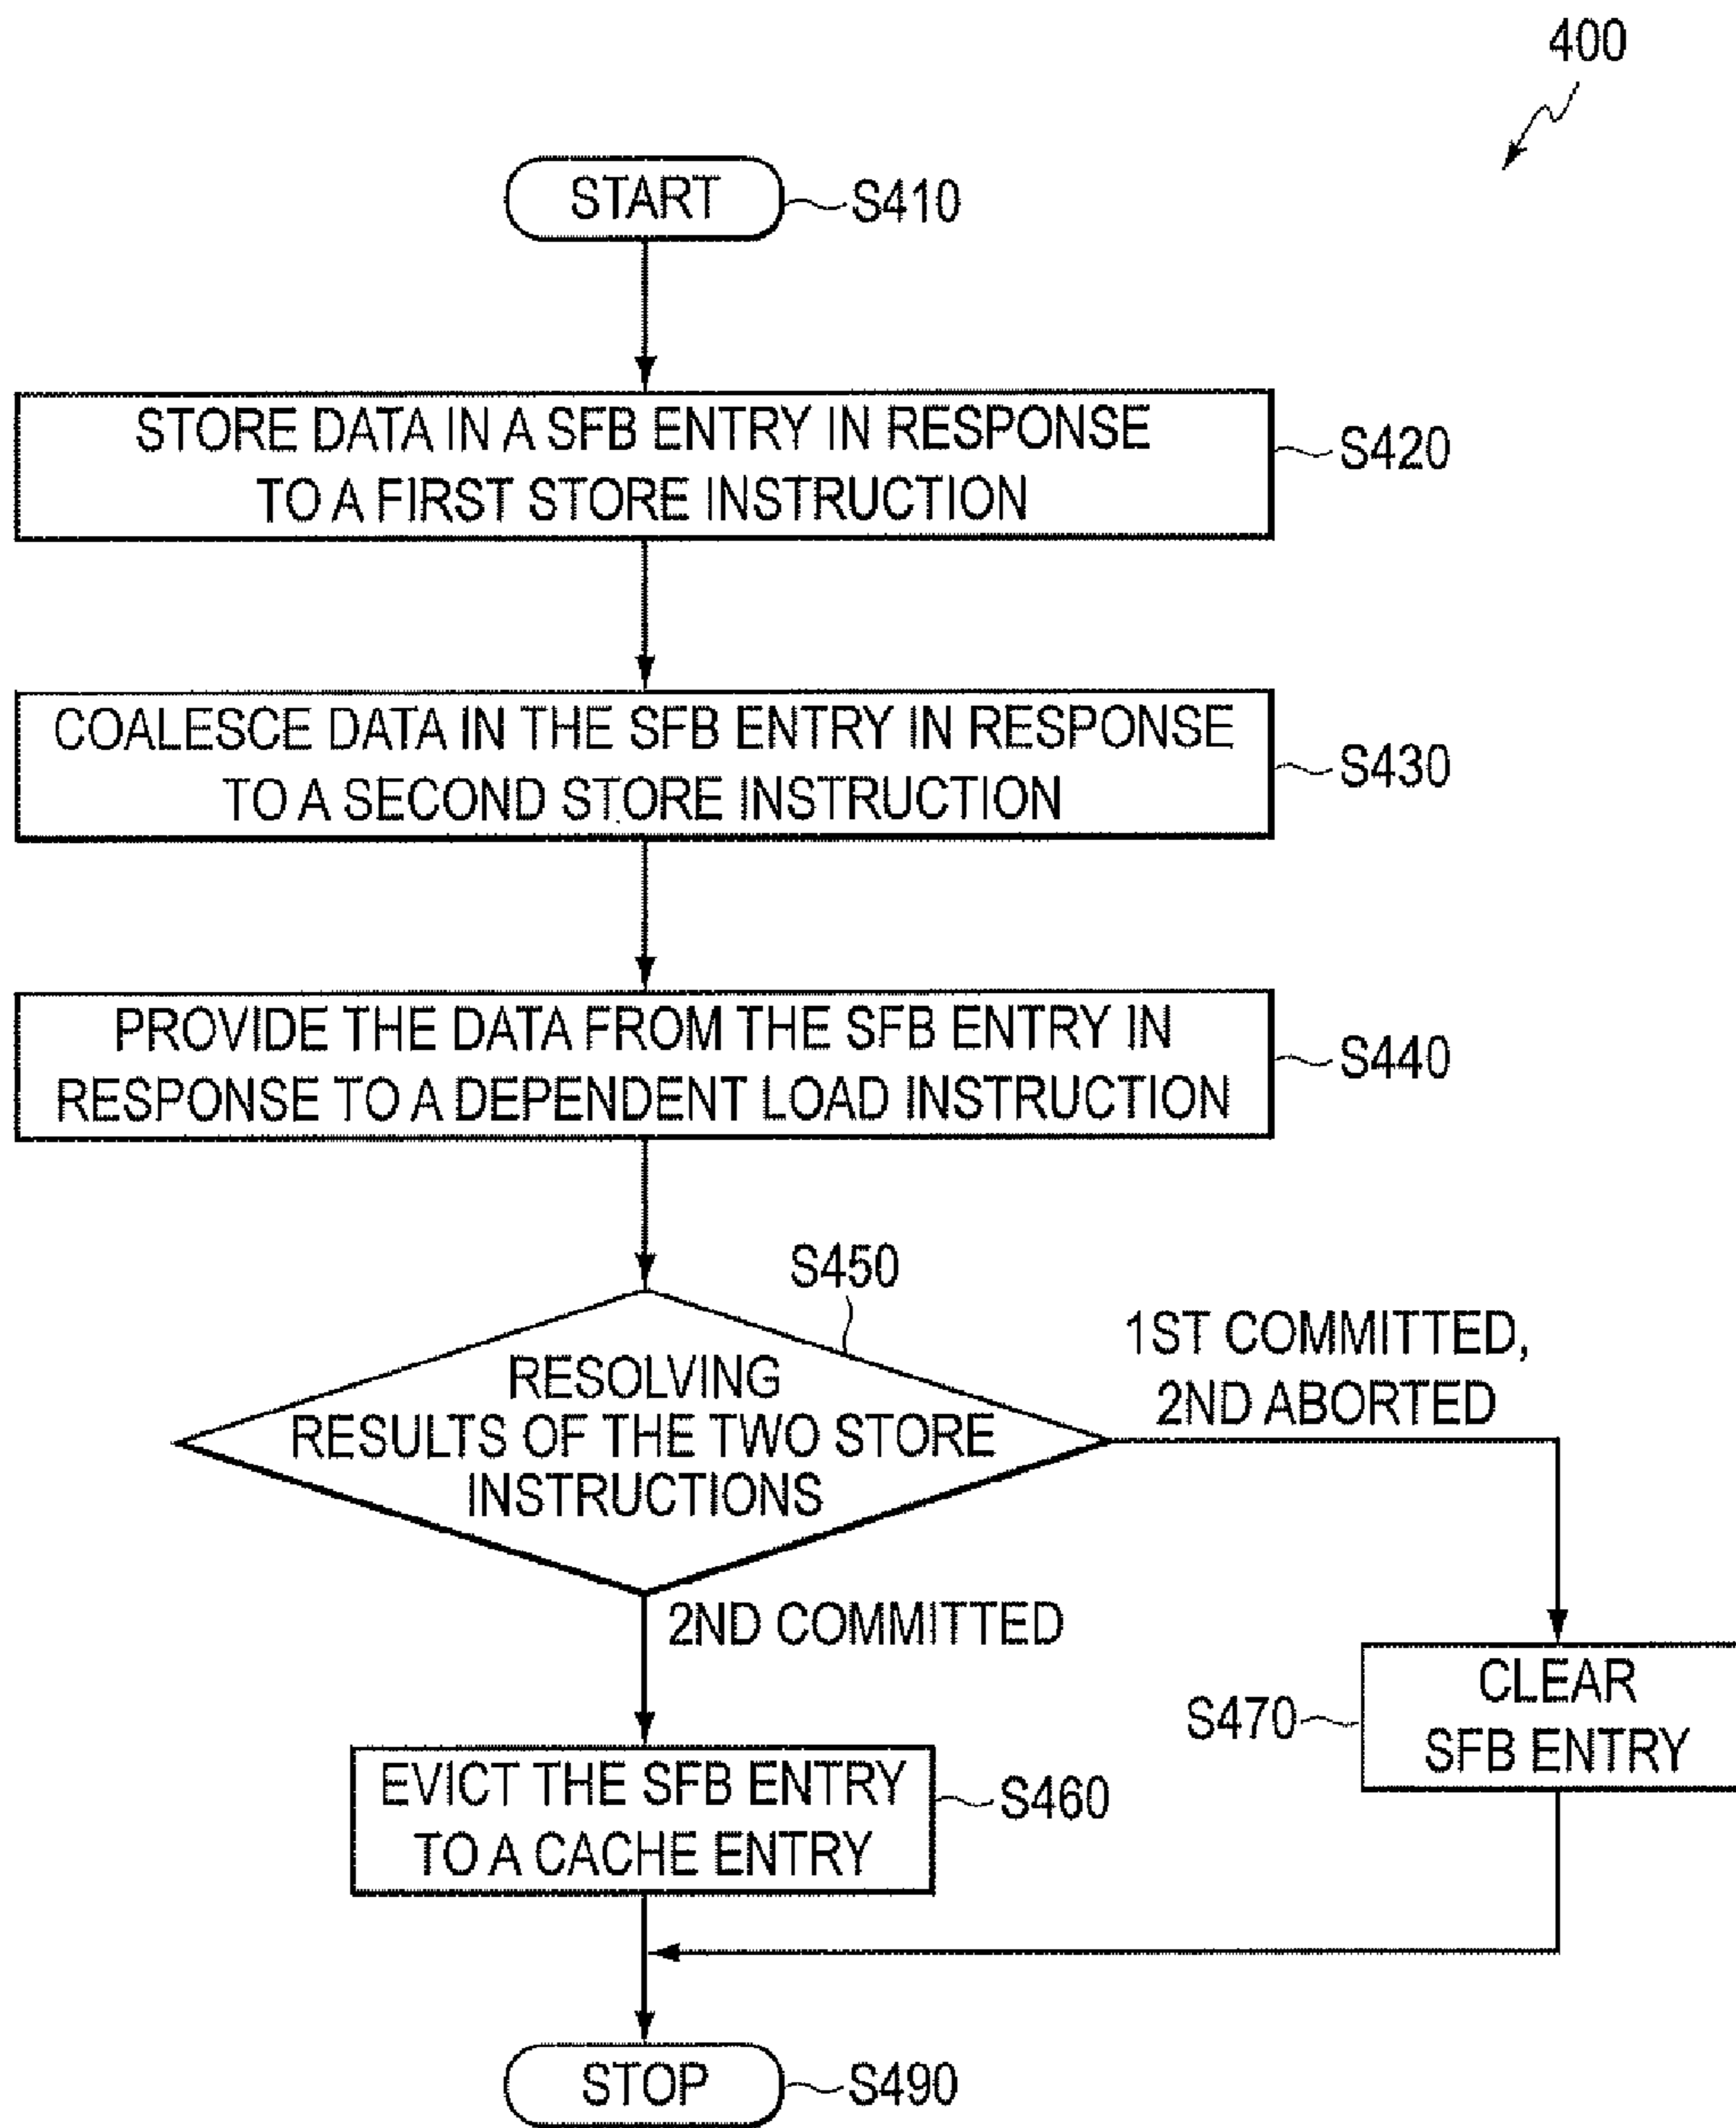 400
START
S410
STORE DATA IN A SFB ENTRY IN RESPONSE
TO A FIRST STORE INSTRUCTION
S420
COALESCE DATA IN THE SFB ENTRY IN RESPONSE
TO A SECOND STORE INSTRUCTION
S430
PROVIDE THE DATA FROM THE SFB ENTRY IN
RESPONSE TO A DEPENDENT LOAD INSTRUCTION
S440
S450
RESOLVING
RESULTS OF THE TWO STORE
INSTRUCTIONS
1ST COMMITTED,
2ND ABORTED
2ND COMMITTED
CLEAR
SFB ENTRY
S470
EVICT THE SFB ENTRY
TO A CACHE ENTRY
S460
STOP
S490